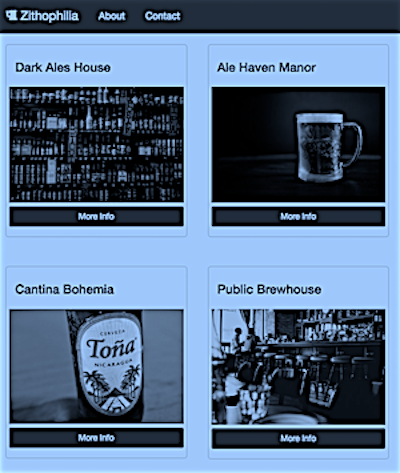 Zithophilia About Contact
Dark Ales House
Ale Haven Manor
More Info
More Info
Cantina Bohemia
Public Brewhouse
CERVEZA
Toña
NICARAGUA
More Info
More Info